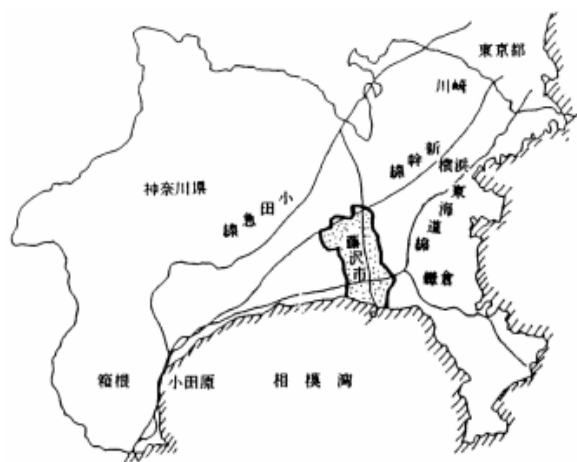 東京都
川崎
新幹線
横浜
神奈川県
小田急線
東海道線
藤沢市
鎌倉
箱根
小田原
相模湾